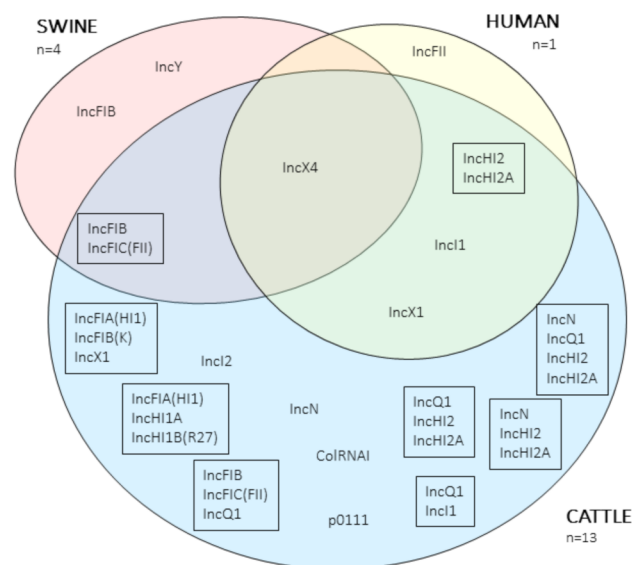 SWINE
n=4
HUMAN
n=1
IncY
IncFII
IncFIB
IncX4
IncHI2
IncHI2A
IncFIB
IncFIC(FII)
IncI1
IncX1
IncFIA(HI1)
IncFIB(K)
IncX1
IncN
IncQ1
IncHI2
IncHI2A
IncI2
IncFIA(HI1)
IncHI1A
IncHI1B(R27)
IncN
IncQ1
IncHI2
IncHI2A
IncN
IncHI2
IncHI2A
ColRNAI
IncFIB
IncFIC(FII)
IncQ1
IncQ1
IncI1
p0111
CATTLE
n=13